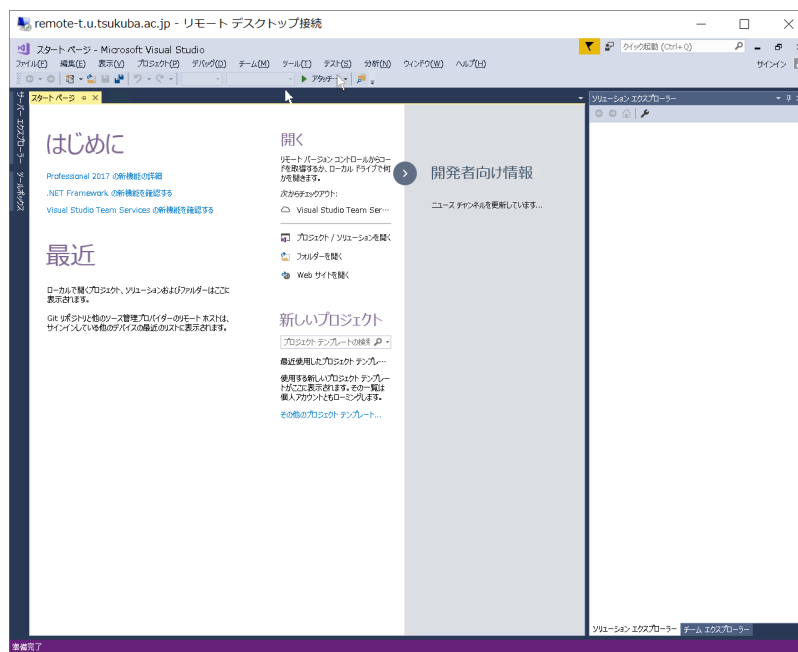 remote-t.u.tsukuba.ac.jp - リモート デスクトップ接続
スタート ページ - Microsoft Visual Studio
クイック起動 (Ctrl+Q)
ファイル(F) 編集(E) 表示(V) プロジェクト(P) デバッグ(D) チーム(M) ツール(T) テスト(S) 分析(N) ウィンドウ(W) ヘルプ(H)
サインイン
アタッチ...
サーバー エクスプローラー
ツールボックス
スタート ページ
はじめに
Professional 2017 の新機能の詳細
.NET Framework の新機能を確認する
Visual Studio Team Services の新機能を確認する
最近
ローカルで開くプロジェクト、ソリューションおよびフォルダーはここに
表示されます。
Git リポジトリと他のソース管理プロバイダーのリモート ホストは、
サインインしている他のデバイスの最近のリストに表示されます。
開く
リモート バージョン コントロールからコー
ドを取得するか、ローカル ドライブで何
かを開きます。
次からチェックアウト:
Visual Studio Team Ser…
プロジェクト / ソリューションを開く
フォルダーを開く
Web サイトを開く
新しいプロジェクト
プロジェクト テンプレートの検索
最近使用したプロジェクト テンプレ…
使用する新しいプロジェクト テンプレー
トがここに表示されます。その一覧は
個人アカウントともローミングします。
その他のプロジェクト テンプレート...
開発者向け情報
ニュース チャンネルを更新しています...
ソリューション エクスプローラー
ソリューション エクスプローラー チーム エクスプローラー
準備完了